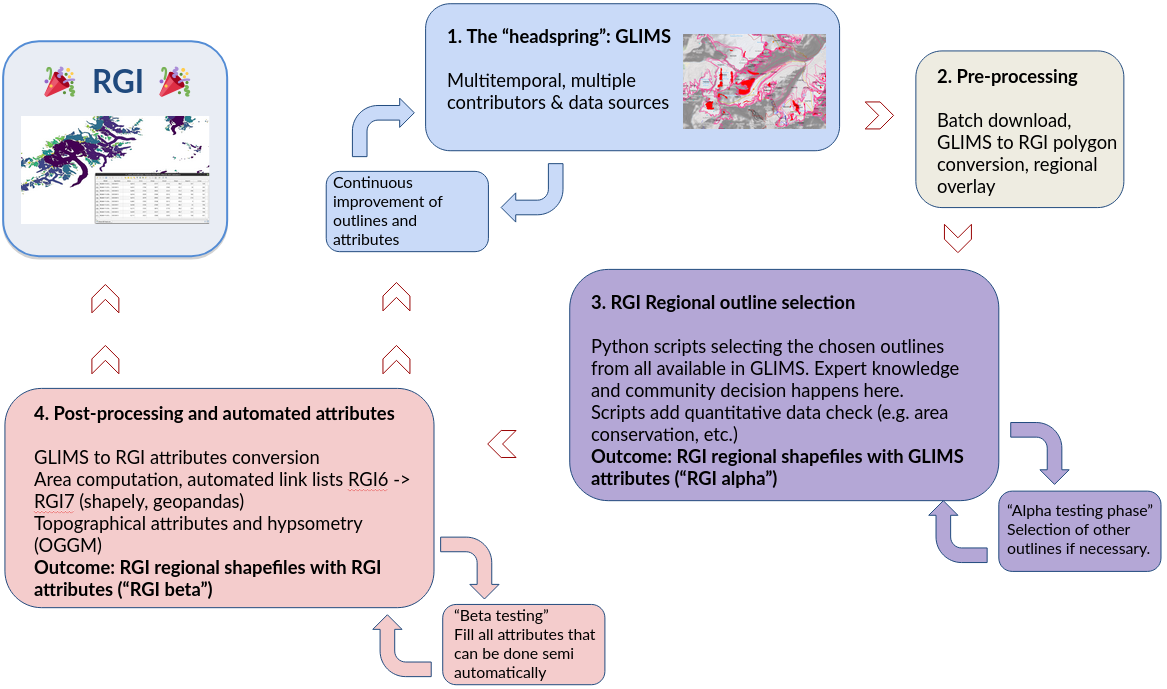 RGI
1. The “headspring”: GLIMS
Multitemporal, multiple
contributors & data sources
2. Pre-processing
Batch download,
GLIMS to RGI polygon
conversion, regional
overlay
Continuous
improvement of
outlines and
attributes
3. RGI Regional outline selection
Python scripts selecting the chosen outlines
from all available in GLIMS. Expert knowledge
and community decision happens here.
Scripts add quantitative data check (e.g. area
conservation, etc.)
Outcome: RGI regional shapefiles with GLIMS
attributes (“RGI alpha”)
“Alpha testing phase”
Selection of other
outlines if necessary.
4. Post-processing and automated attributes
GLIMS to RGI attributes conversion
Area computation, automated link lists RGI6 ->
RGI7 (shapely, geopandas)
Topographical attributes and hypsometry
(OGGM)
Outcome: RGI regional shapefiles with RGI
attributes (“RGI beta”)
“Beta testing”
Fill all attributes that
can be done semi
automatically